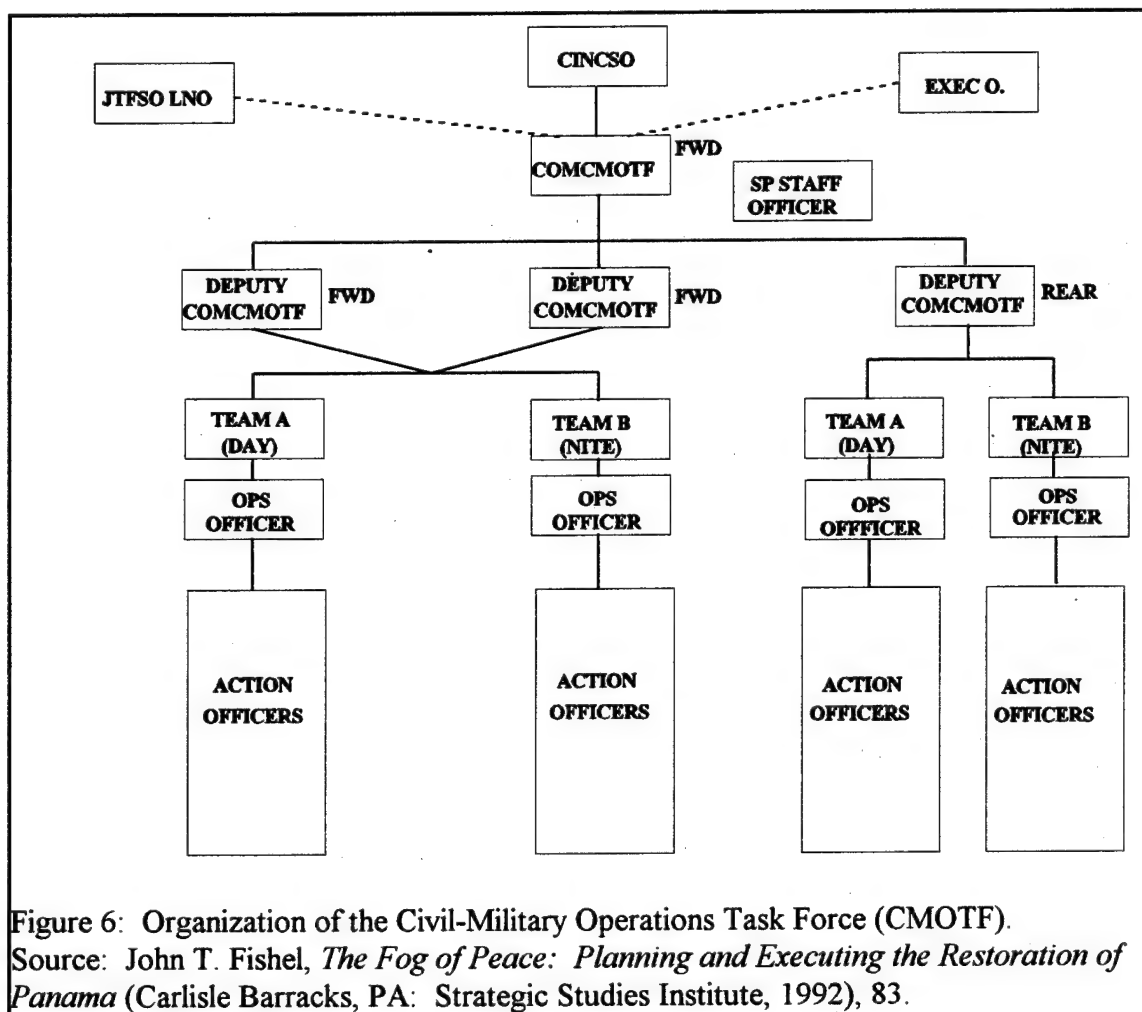 CINCSO
JTFSO LNO
EXEC O.
COMCMOTF
FWD
SP STAFF
OFFICER
DEPUTY
COMCMOTF
FWD
DEPUTY
COMCMOTF
FWD
DEPUTY
COMCMOTF
REAR
TEAM A
(DAY)
TEAM B
(NITE)
TEAM A
(DAY)
TEAM B
(NITE)
OPS
OFFICER
OPS
OFFICER
OPS
OFFFICER
OPS
OFFICER
ACTION
OFFICERS
ACTION
OFFICERS
ACTION
OFFICERS
ACTION
OFFICERS
Figure 6: Organization of the Civil-Military Operations Task Force (CMOTF).
Source: John T. Fishel, The Fog of Peace: Planning and Executing the Restoration of
Panama (Carlisle Barracks, PA: Strategic Studies Institute, 1992), 83.